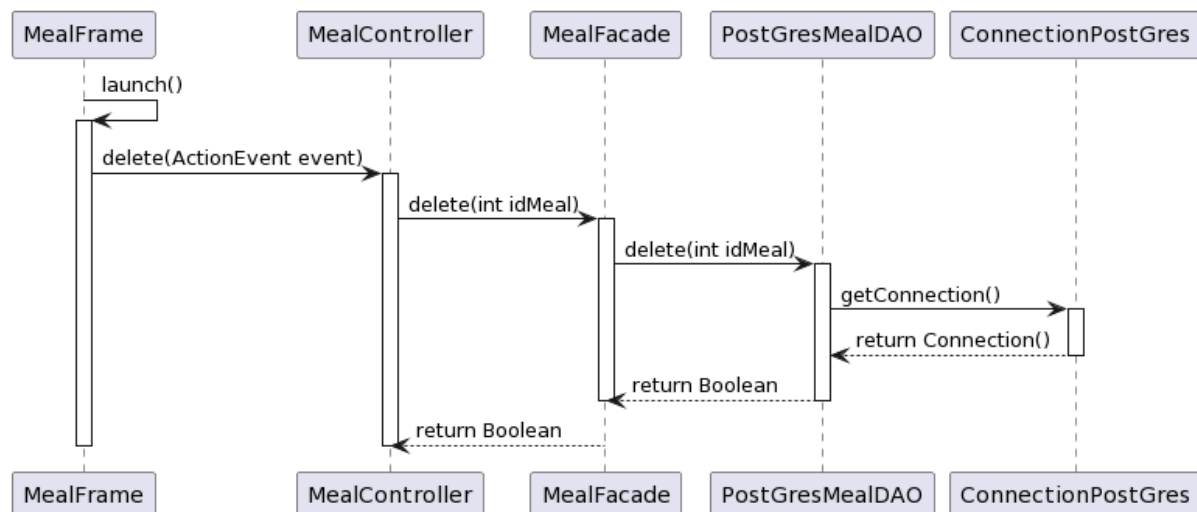 MealFrame
MealController
MealFacade
PostGresMealDAO
ConnectionPostGres
launch()
delete(ActionEvent event)
delete(int idMeal)
delete(int idMeal)
getConnection()
return Connection()
return Boolean
return Boolean
MealFrame
MealController
MealFacade
PostGresMealDAO
ConnectionPostGres